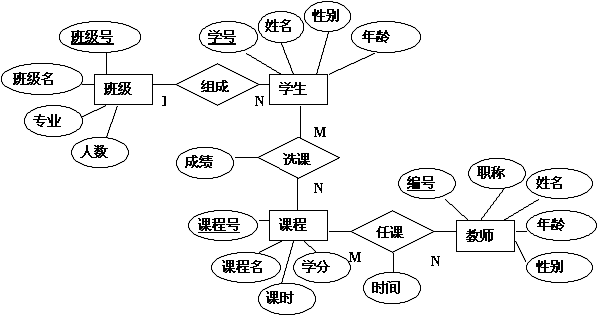 班级号
学号
姓名
性别
年龄
班级名
班级
1
组成
N
学生
专业
人数
M
成绩
洗课
N
编号
职称
姓名
课程号
课程
任课
教师
年龄
M
N
课程名
学分
性别
课时
时间